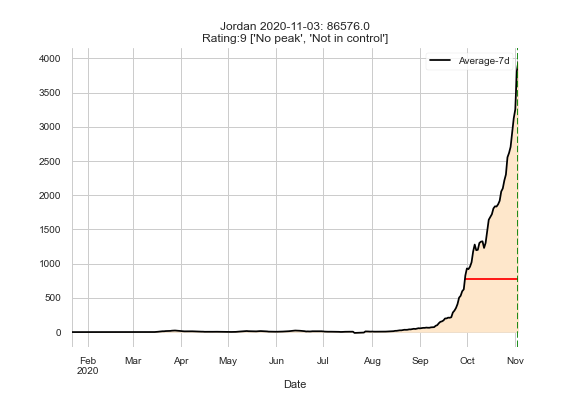 Jordan 2020-11-03: 86576.0
Rating:9 ['No peak', 'Not in control']
Average-7d
4000
3500
3000
2500
2000
1500
1000
500
0
Feb Mar Apr May Jun Jul Aug Sep Oct Nov
2020
Date